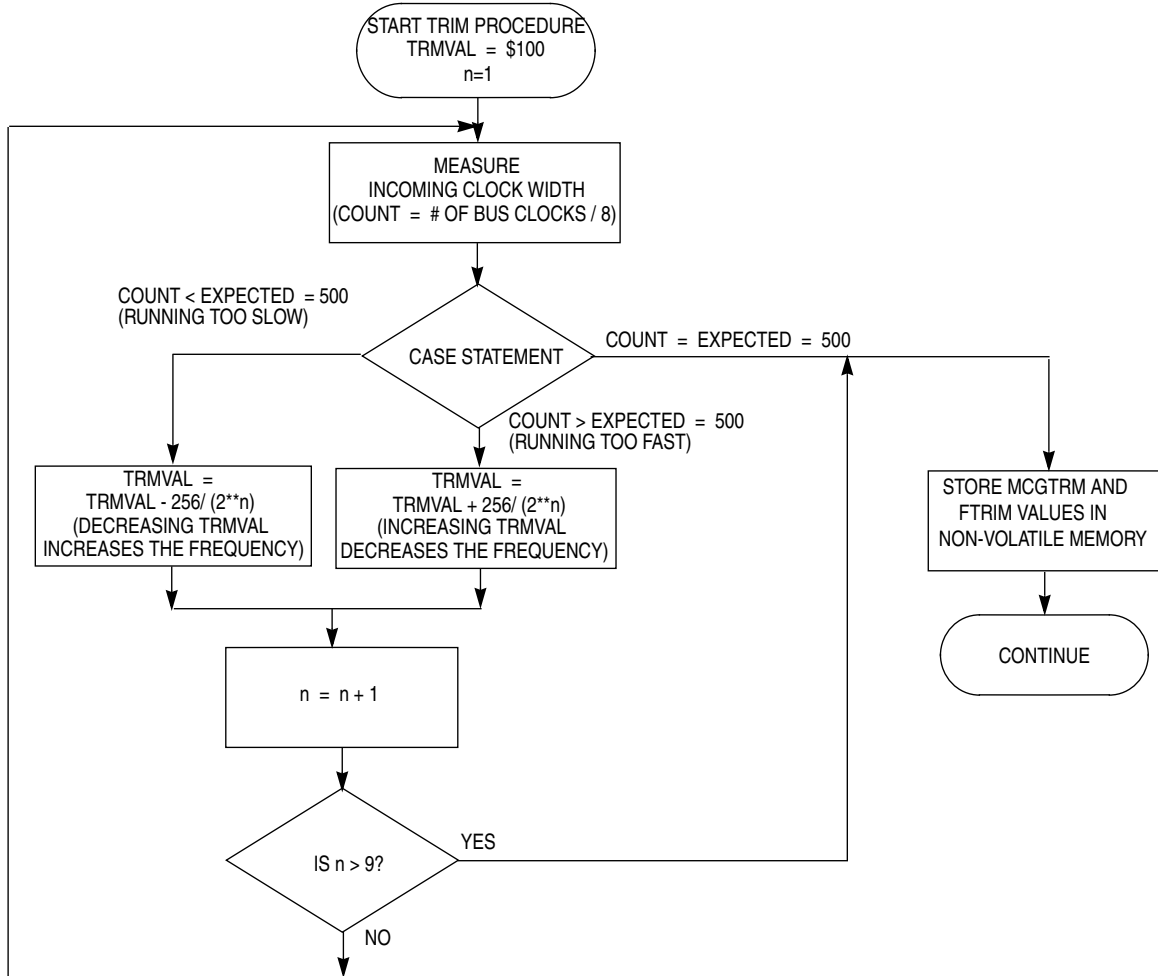 START TRIM PROCEDURE
TRMVAL = $100
n=1
MEASURE
INCOMING CLOCK WIDTH
(COUNT = # OF BUS CLOCKS / 8)
COUNT < EXPECTED = 500
(RUNNING TOO SLOW)
CASE STATEMENT
COUNT = EXPECTED = 500
COUNT > EXPECTED = 500
(RUNNING TOO FAST)
TRMVAL =
TRMVAL - 256/ (2**n)
(DECREASING TRMVAL
INCREASES THE FREQUENCY)
TRMVAL =
TRMVAL + 256/ (2**n)
(INCREASING TRMVAL
DECREASES THE FREQUENCY)
STORE MCGTRM AND
FTRIM VALUES IN
NON-VOLATILE MEMORY
CONTINUE
n = n + 1
IS n > 9?
YES
NO